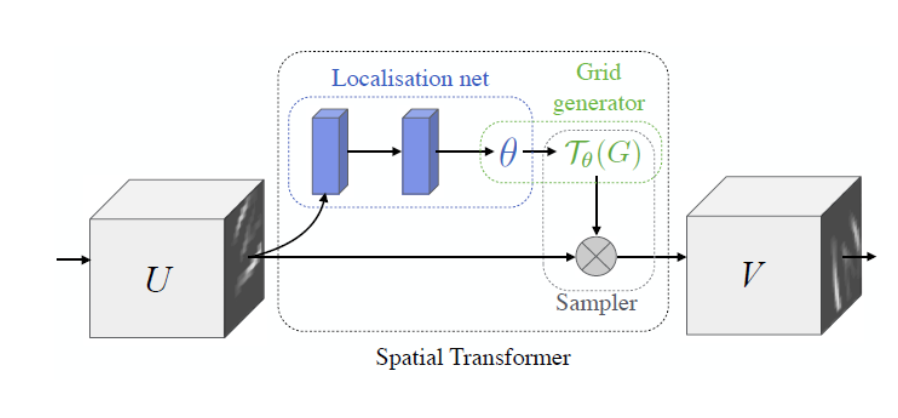 Localisation net
Grid
generator
θ
𝒯θ(G)
U
V
Sampler
Spatial Transformer